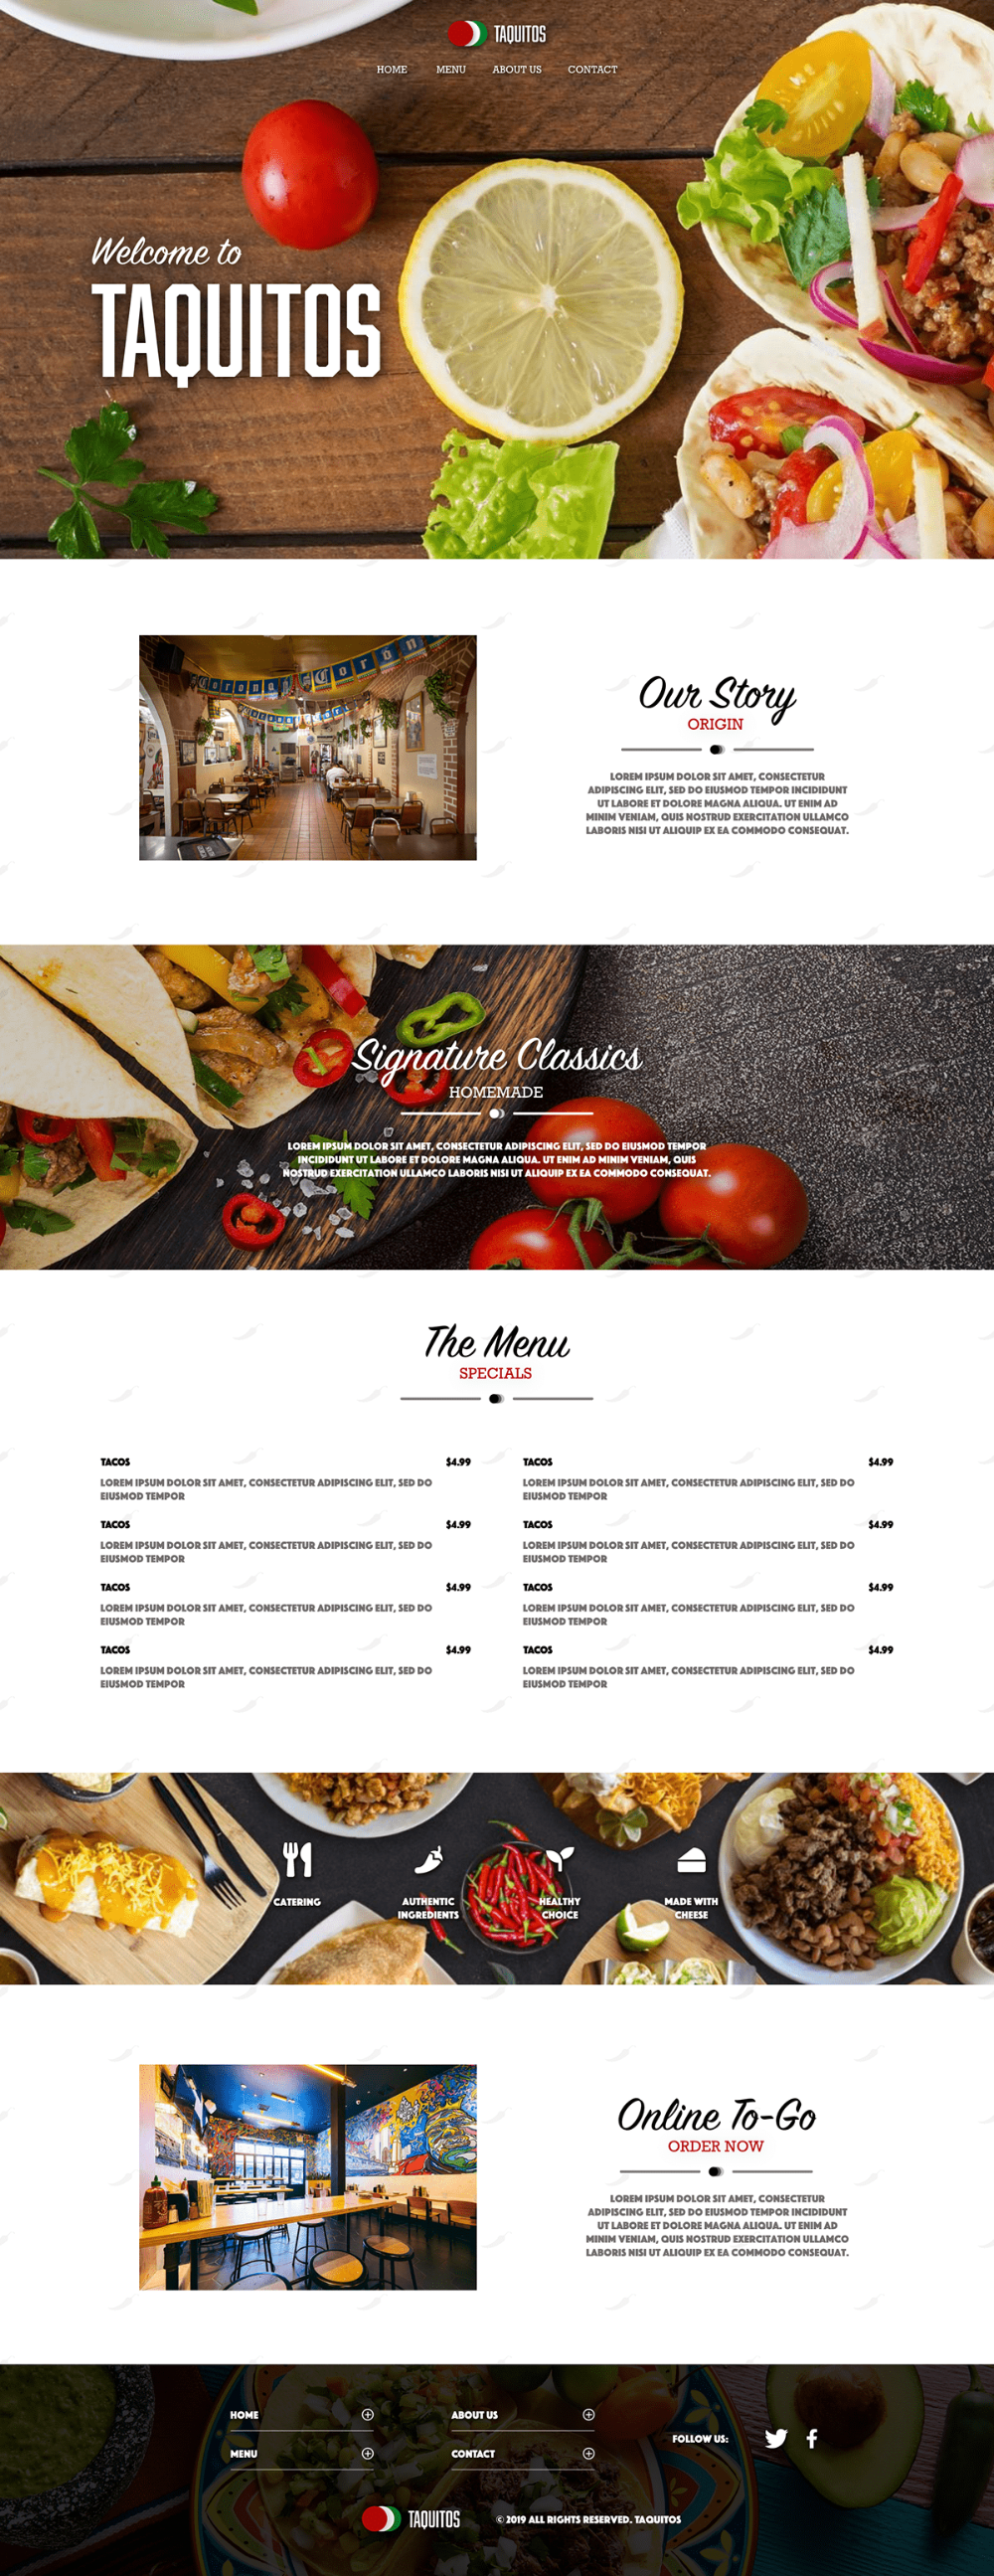 TAQUITOS
HOME MENU ABOUT US CONTACT
Welcome to
TAQUITOS
Corona Coron
Our Story
ORIGIN
LOREM IPSUM DOLOR SIT AMET, CONSECTETUR
ADIPISCING ELIT, SED DO EIUSMOD TEMPOR INCIDIDUNT
UT LABORE ET DOLORE MAGNA ALIQUA. UT ENIM AD
MINIM VENIAM, QUIS NOSTRUD EXERCITATION ULLAMCO
LABORIS NISI UT ALIQUIP EX EA COMMODO CONSEQUAT.
Signature Classics
HOMEMADE
LOREM IPSUM DOLOR SIT AMET, CONSECTETUR ADIPISCING ELIT, SED DO EIUSMOD TEMPOR
INCIDIDUNT UT LABORE ET DOLORE MAGNA ALIQUA. UT ENIM AD MINIM VENIAM, QUIS
NOSTRUD EXERCITATION ULLAMCO LABORIS NISI UT ALIQUIP EX EA COMMODO CONSEQUAT.
The Menu
SPECIALS
TACOS $4.99
LOREM IPSUM DOLOR SIT AMET, CONSECTETUR ADIPISCING ELIT, SED DO
EIUSMOD TEMPOR
TACOS $4.99
LOREM IPSUM DOLOR SIT AMET, CONSECTETUR ADIPISCING ELIT, SED DO
EIUSMOD TEMPOR
TACOS $4.99
LOREM IPSUM DOLOR SIT AMET, CONSECTETUR ADIPISCING ELIT, SED DO
EIUSMOD TEMPOR
TACOS $4.99
LOREM IPSUM DOLOR SIT AMET, CONSECTETUR ADIPISCING ELIT, SED DO
EIUSMOD TEMPOR
TACOS $4.99
LOREM IPSUM DOLOR SIT AMET, CONSECTETUR ADIPISCING ELIT, SED DO
EIUSMOD TEMPOR
TACOS $4.99
LOREM IPSUM DOLOR SIT AMET, CONSECTETUR ADIPISCING ELIT, SED DO
EIUSMOD TEMPOR
TACOS $4.99
LOREM IPSUM DOLOR SIT AMET, CONSECTETUR ADIPISCING ELIT, SED DO
EIUSMOD TEMPOR
TACOS $4.99
LOREM IPSUM DOLOR SIT AMET, CONSECTETUR ADIPISCING ELIT, SED DO
EIUSMOD TEMPOR
CATERING
AUTHENTIC
INGREDIENTS
HEALTHY
CHOICE
MADE WITH
CHEESE
Online To-Go
ORDER NOW
LOREM IPSUM DOLOR SIT AMET, CONSECTETUR
ADIPISCING ELIT, SED DO EIUSMOD TEMPOR INCIDIDUNT
UT LABORE ET DOLORE MAGNA ALIQUA. UT ENIM AD
MINIM VENIAM, QUIS NOSTRUD EXERCITATION ULLAMCO
LABORIS NISI UT ALIQUIP EX EA COMMODO CONSEQUAT.
HOME
MENU
ABOUT US
CONTACT
FOLLOW US:
TAQUITOS
© 2019 ALL RIGHTS RESERVED. TAQUITOS